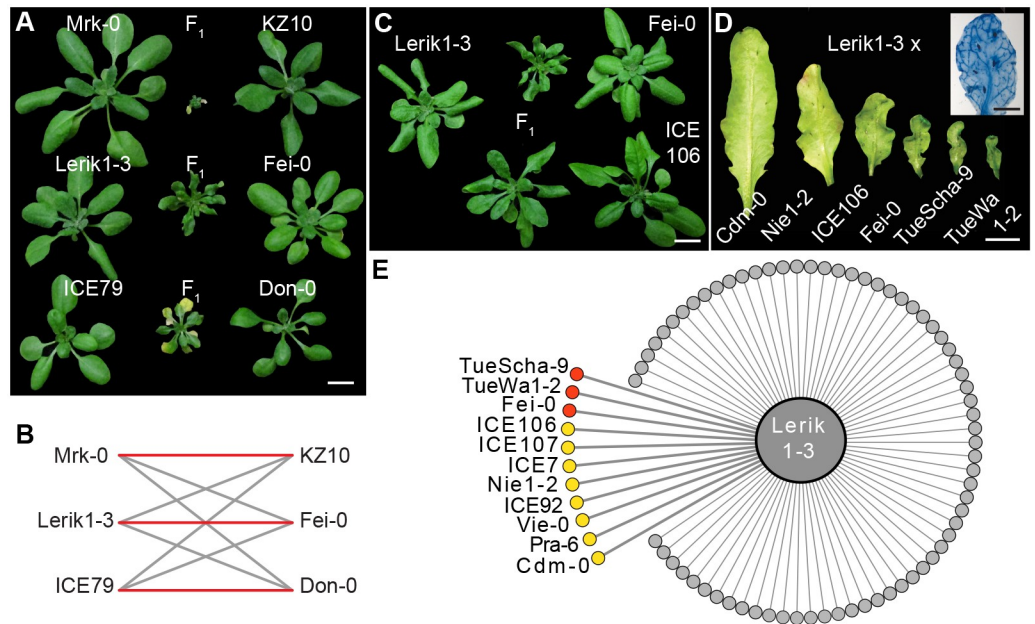 A
Mrk-0 F1 KZ10
Lerik1-3 F1 Fei-0
ICE79 F1 Don-0
B
Mrk-0 KZ10
Lerik1-3 Fei-0
ICE79 Don-0
C
Lerik1-3 Fei-0
F1
ICE
106
D
Lerik1-3 x
Cdm-0
Nie1-2
ICE106
Fei-0
TueScha-9
TueWa
1-2
E
TueScha-9
TueWa1-2
Fei-0
ICE106
ICE107
ICE7
Nie1-2
ICE92
Vie-0
Pra-6
Cdm-0
Lerik
1-3